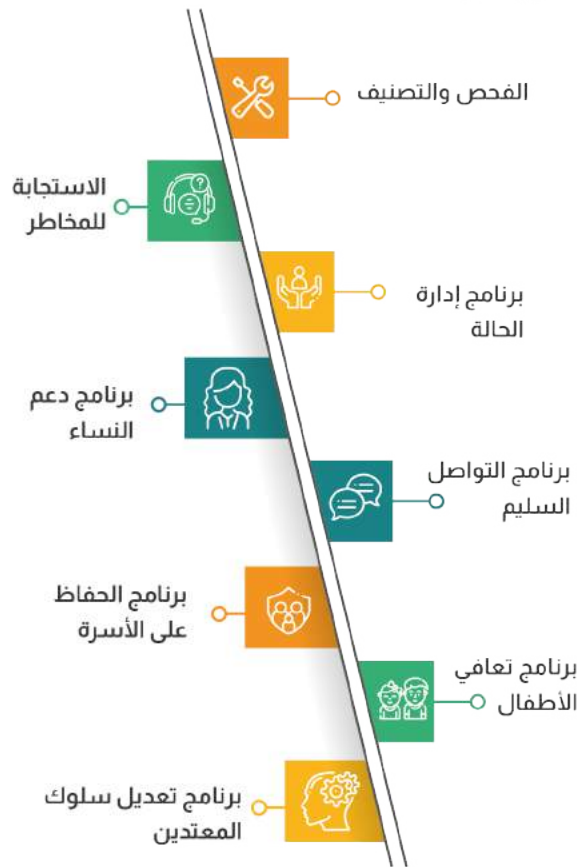 الفحص والتصنيف
الاستجابة
للمخاطر
برنامج إدارة
الحالة
برنامج دعم
النساء
برنامج التواصل
السليم
برنامج الحفاظ
على الأسرة
برنامج تعافي
الأطفال
برنامج تعديل سلوك
المعتدين